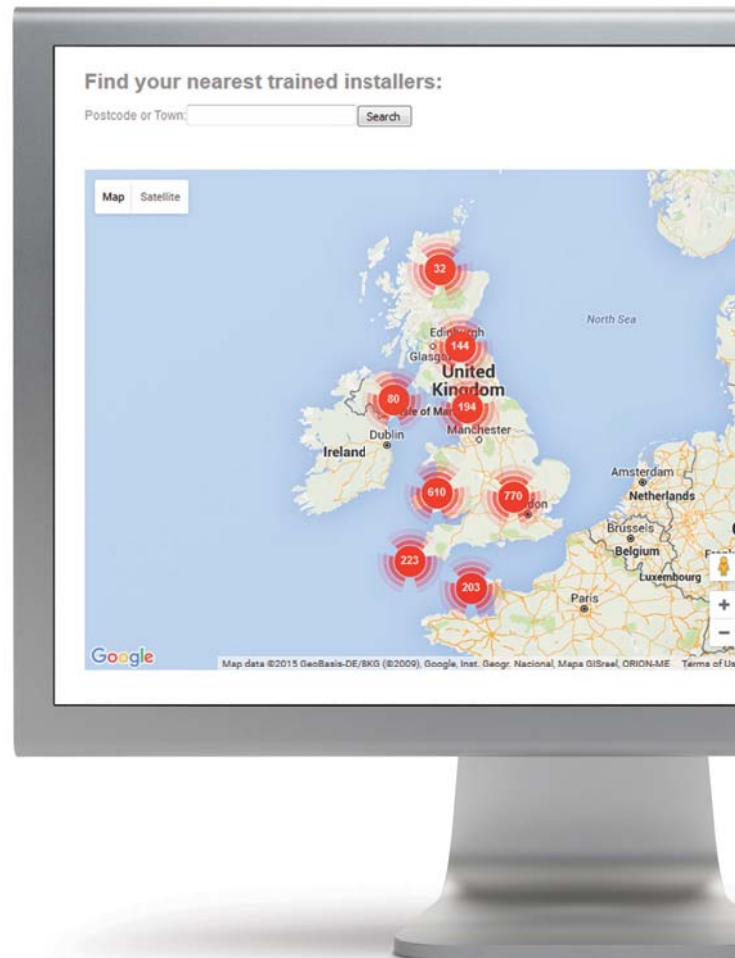 Find your nearest trained installers:
Postcode or Town:
Search
Map Satellite
32
North Sea
Edinburgh
144
United
Kingdom
80
194
Manchester
Dublin
Ireland
Amsterdam
Netherlands
610
770
Brussels
Belgium
223
Luxembourg
203
Paris
+
−
Google
Map data ©2015 GeoBasis-DE/BKG (©2009), Google, Inst. Geogr. Nacional, Mapa GISrael, ORION-ME Terms of Us